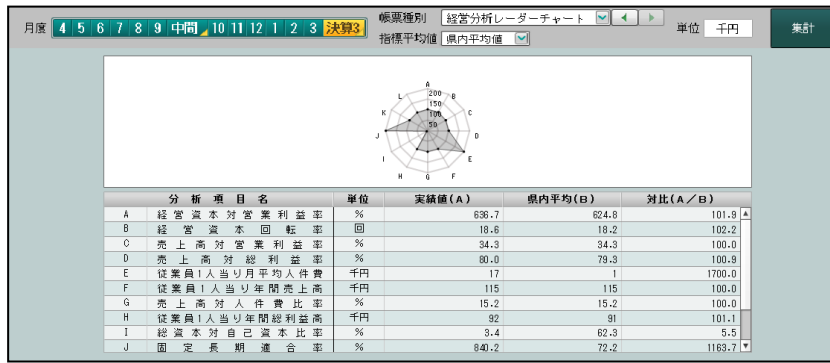 帳票種別 経営分析レーダーチャート
月度 4 5 6 7 8 9 中間 10 11 12 1 2 3 決算3 単位 千円 集計
指標平均値 県内平均値
A
L 200 B
150
K 100 C
50
J D
I E
H G F
分析項目名 単位 実績値(A) 県内平均(B) 対比(A/B)
A 経営資本対営業利益率 % 636.7 624.8 101.9
B 経営資本回転率 回 18.6 18.2 102.2
C 売上高対営業利益率 % 34.3 34.3 100.0
D 売上高対総利益率 % 80.0 79.3 100.9
E 従業員1人当り月平均人件費 千円 17 1 1700.0
F 従業員1人当り年間売上高 千円 115 115 100.0
G 売上高対人件費比率 % 15.2 15.2 100.0
H 従業員1人当り年間総利益高 千円 92 91 101.1
I 総資本対自己資本比率 % 3.4 62.3 5.5
J 固定長期適合率 % 840.2 72.2 1163.7